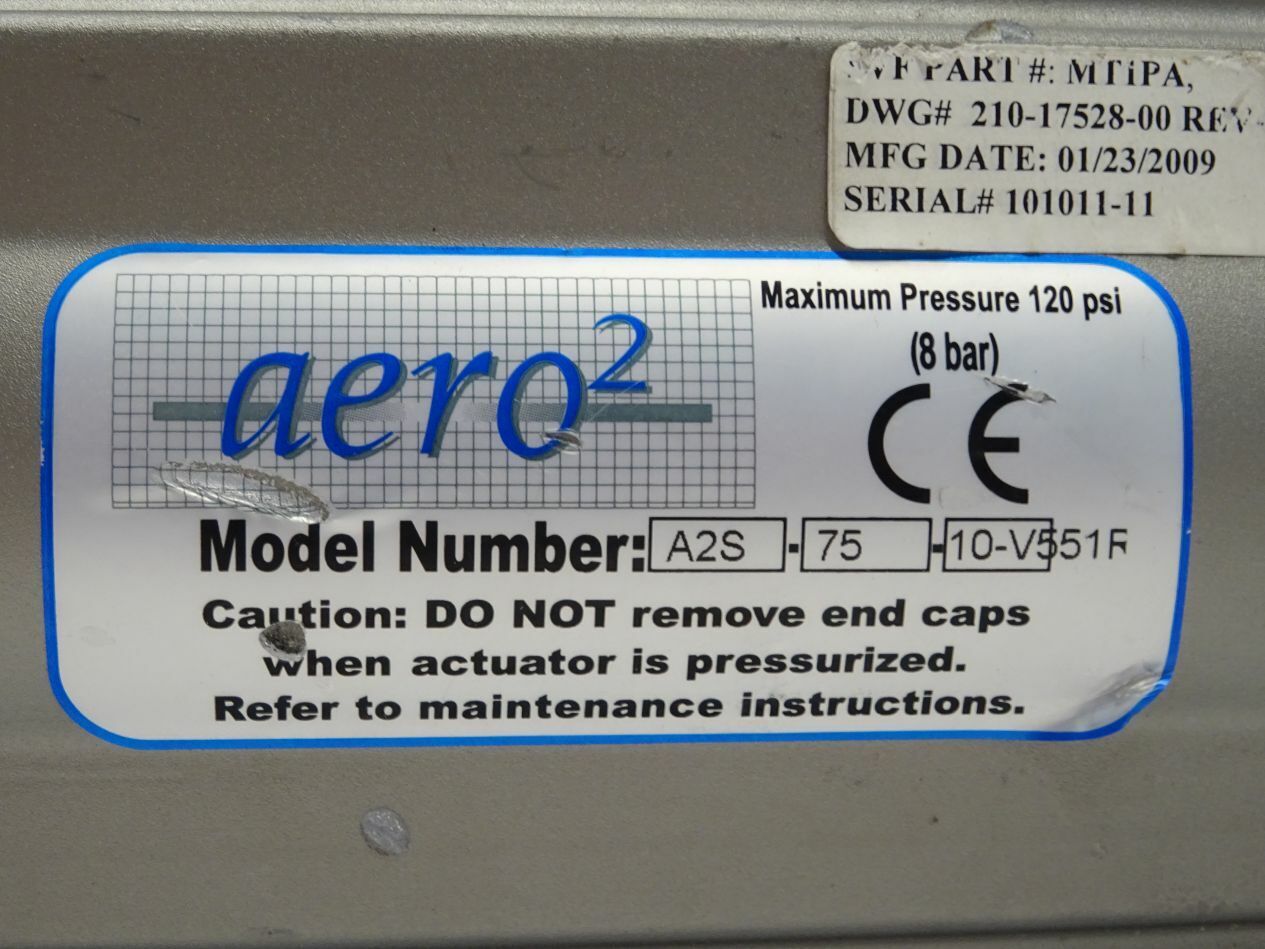 PART #: MT1PA,
DWG# 210-17528-00 REV-
MFG DATE: 01/23/2009
SERIAL# 101011-11
aero²
Maximum Pressure 120 psi
(8 bar)
CE
Model Number: A2S - 75 - 10-V551
Caution: DO NOT remove end caps
when actuator is pressurized.
Refer to maintenance instructions.